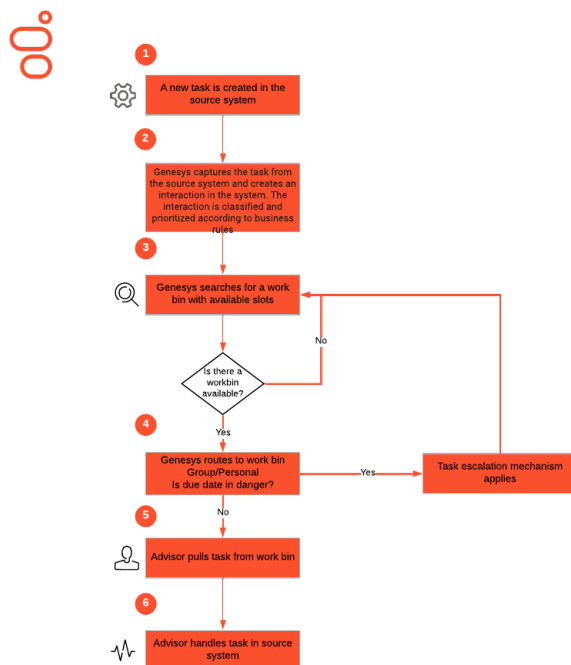 1
A new task is created in the
source system
2
Genesys captures the task from
the source system and creates an
interaction in the system. The
interaction is classified and
prioritized according to business
rules
3
Genesys searches for a work
bin with available slots
No
Is there a
workbin
available?
Yes
4
Genesys routes to work bin
Group/Personal
Is due date in danger?
Yes
Task escalation mechanism
applies
No
5
Advisor pulls task from work bin
6
Advisor handles task in source
system